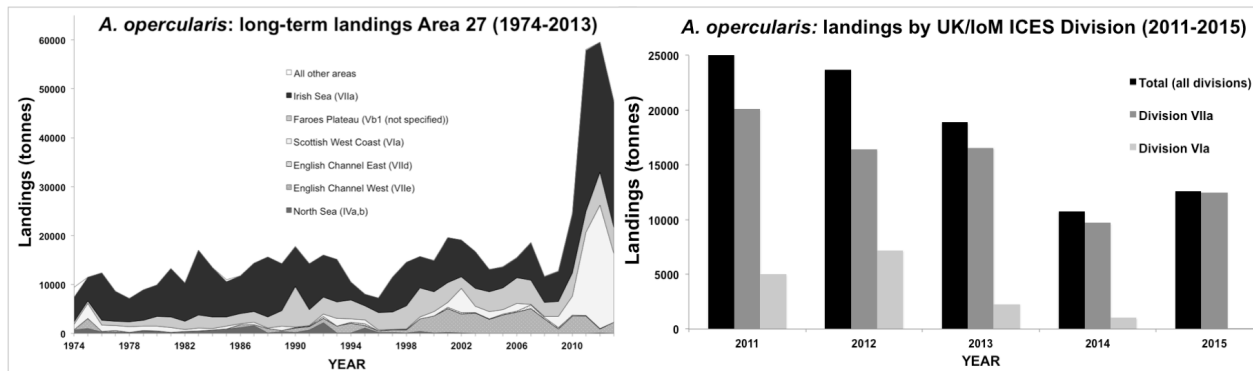 A. opercularis: long-term landings Area 27 (1974-2013)
60000
50000
40000
30000
20000
10000
0
Landings (tonnes)
All other areas
Irish Sea (VIIa)
Faroes Plateau (Vb1 (not specified))
Scottish West Coast (VIa)
English Channel East (VIId)
English Channel West (VIIe)
North Sea (IVa,b)
1974 1978 1982 1986 1990 1994 1998 2002 2006 2010
YEAR
A. opercularis: landings by UK/IoM ICES Division (2011-2015)
25000
20000
15000
10000
5000
0
Landings (tonnes)
Total (all divisions)
Division VIIa
Division VIa
2011 2012 2013 2014 2015
YEAR